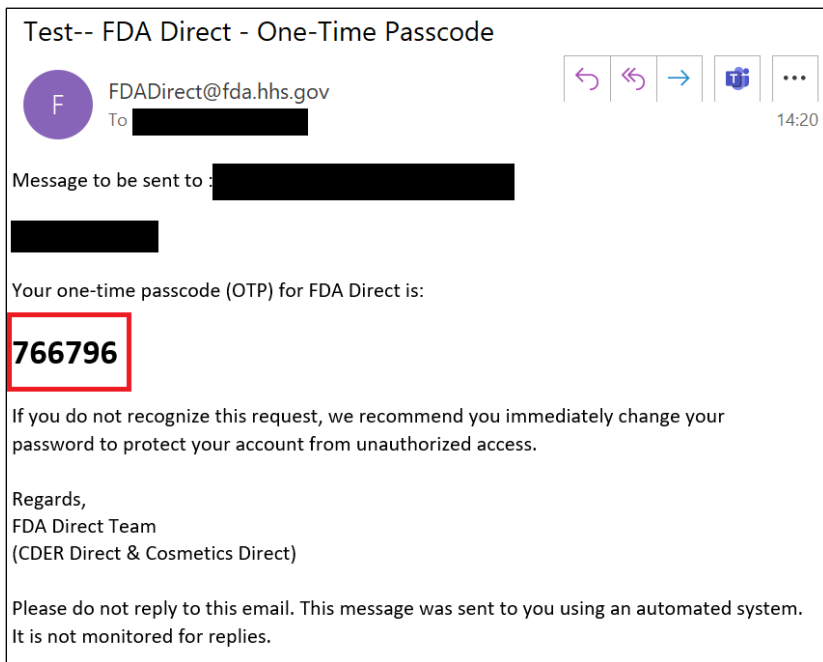 Test-- FDA Direct - One-Time Passcode
F
FDADirect@fda.hhs.gov
To
14:20
Message to be sent to :
Your one-time passcode (OTP) for FDA Direct is:
766796
If you do not recognize this request, we recommend you immediately change your
password to protect your account from unauthorized access.
Regards,
FDA Direct Team
(CDER Direct & Cosmetics Direct)
Please do not reply to this email. This message was sent to you using an automated system.
It is not monitored for replies.